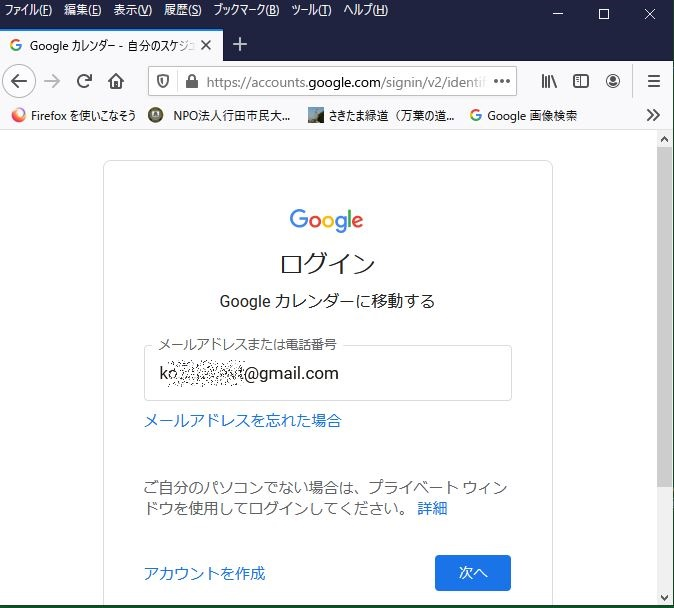 ファイル(F) 編集(E) 表示(V) 履歴(S) ブックマーク(B) ツール(T) ヘルプ(H)
Google カレンダー - 自分のスケジュ
https://accounts.google.com/signin/v2/identif
Firefox を使いこなそう NPO法人行田市民大... さきたま緑道（万葉の道... Google 画像検索
Google
ログイン
Google カレンダーに移動する
メールアドレスまたは電話番号
@gmail.com
メールアドレスを忘れた場合
ご自分のパソコンでない場合は、プライベート ウィン
ドウを使用してログインしてください。 詳細
アカウントを作成 次へ